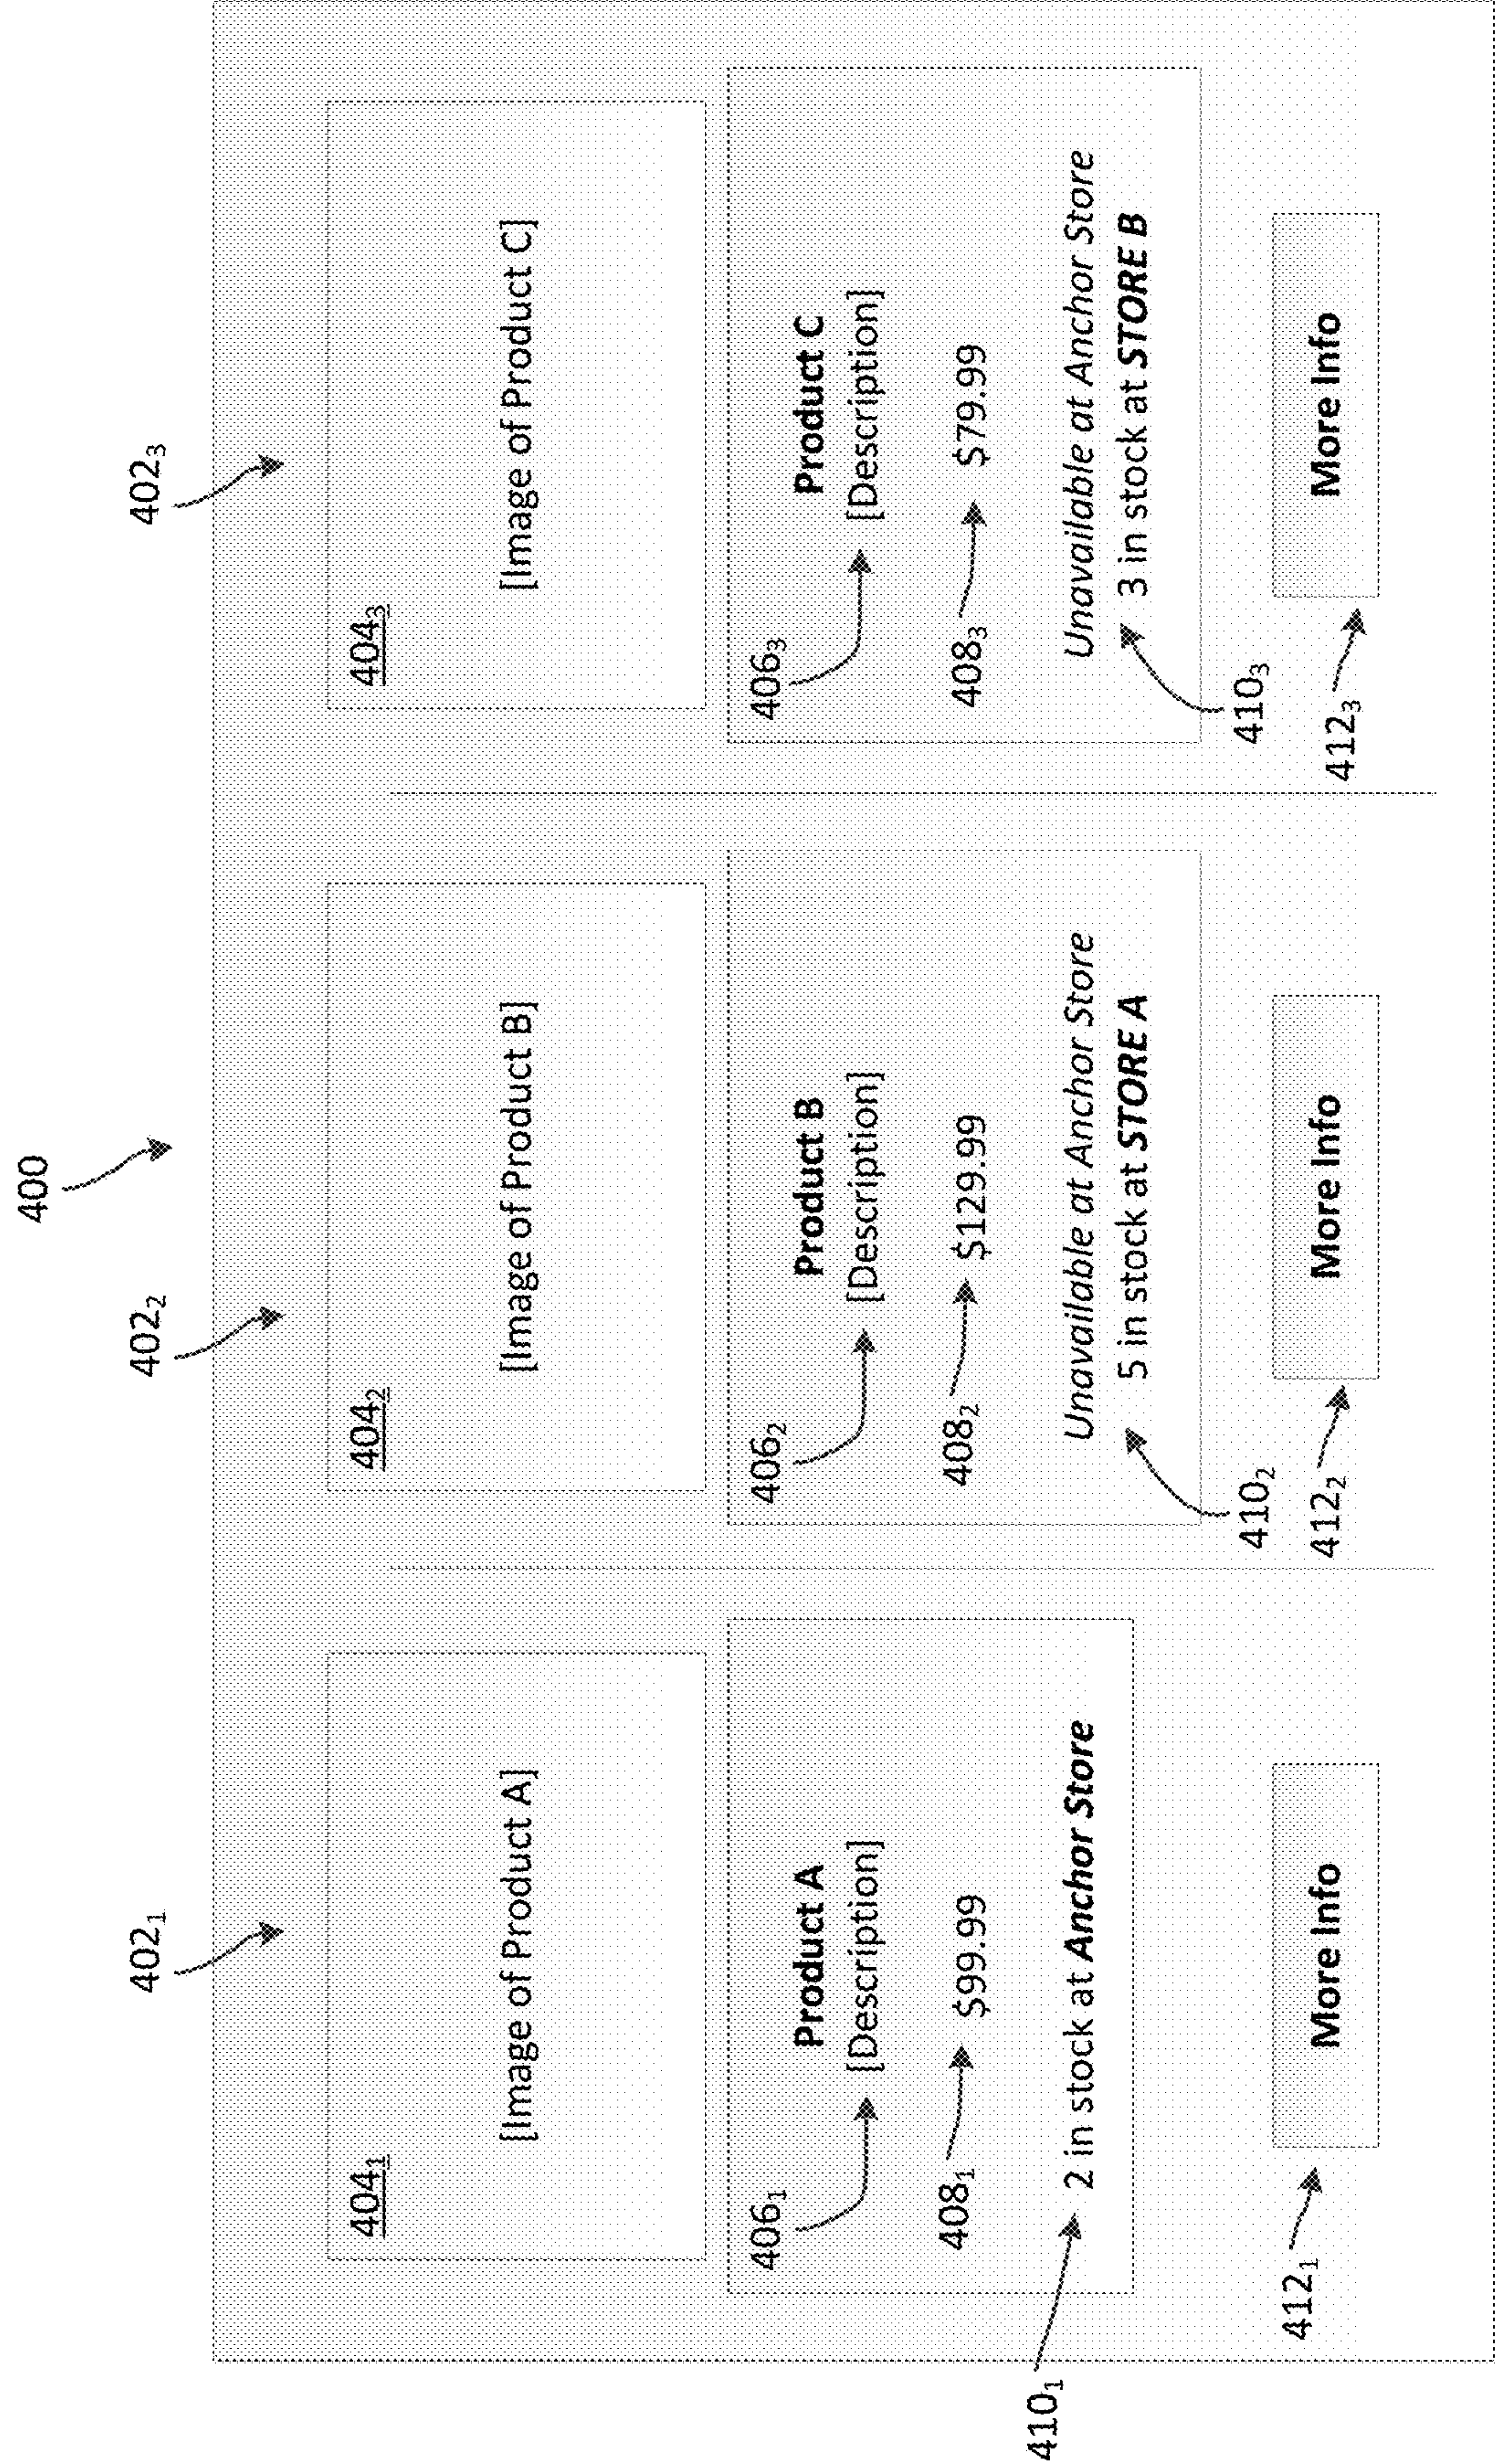 400
402₁
404₁
[Image of Product A]
406₁
Product A
[Description]
408₁
$99.99
410₁
2 in stock at Anchor Store
412₁
More Info
402₂
404₂
[Image of Product B]
406₂
Product B
[Description]
408₂
$129.99
Unavailable at Anchor Store
410₂
5 in stock at STORE A
412₂
More Info
402₃
404₃
[Image of Product C]
406₃
Product C
[Description]
408₃
$79.99
Unavailable at Anchor Store
410₃
3 in stock at STORE B
412₃
More Info